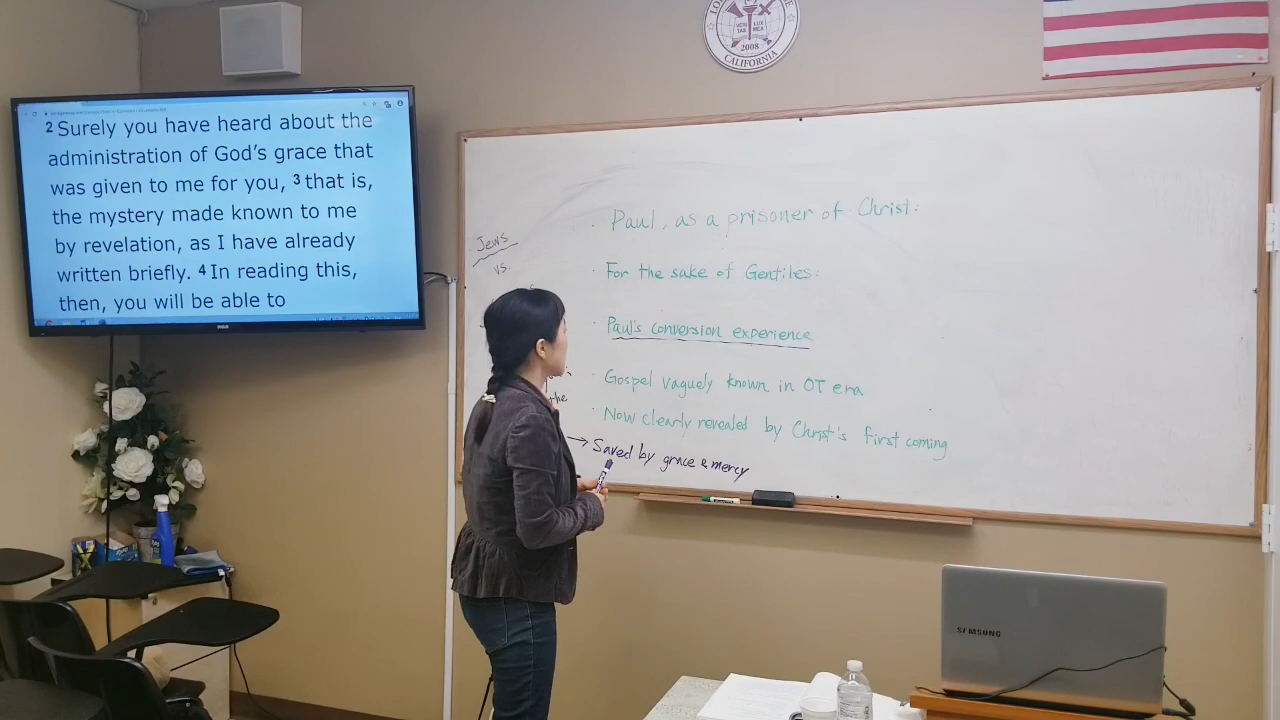 2 Surely you have heard about the
administration of God's grace that
was given to me for you, 3 that is,
the mystery made known to me
by revelation, as I have already
written briefly. 4 In reading this,
then, you will be able to
RCA
2008
CALIFORNIA
Jews
vs.
the
· Paul, as a prisoner of Christ:
· For the sake of Gentiles:
· Paul's conversion experience
· Gospel vaguely known in OT era
· Now clearly revealed by Christ's first coming
→ Saved by grace & mercy
SAMSUNG